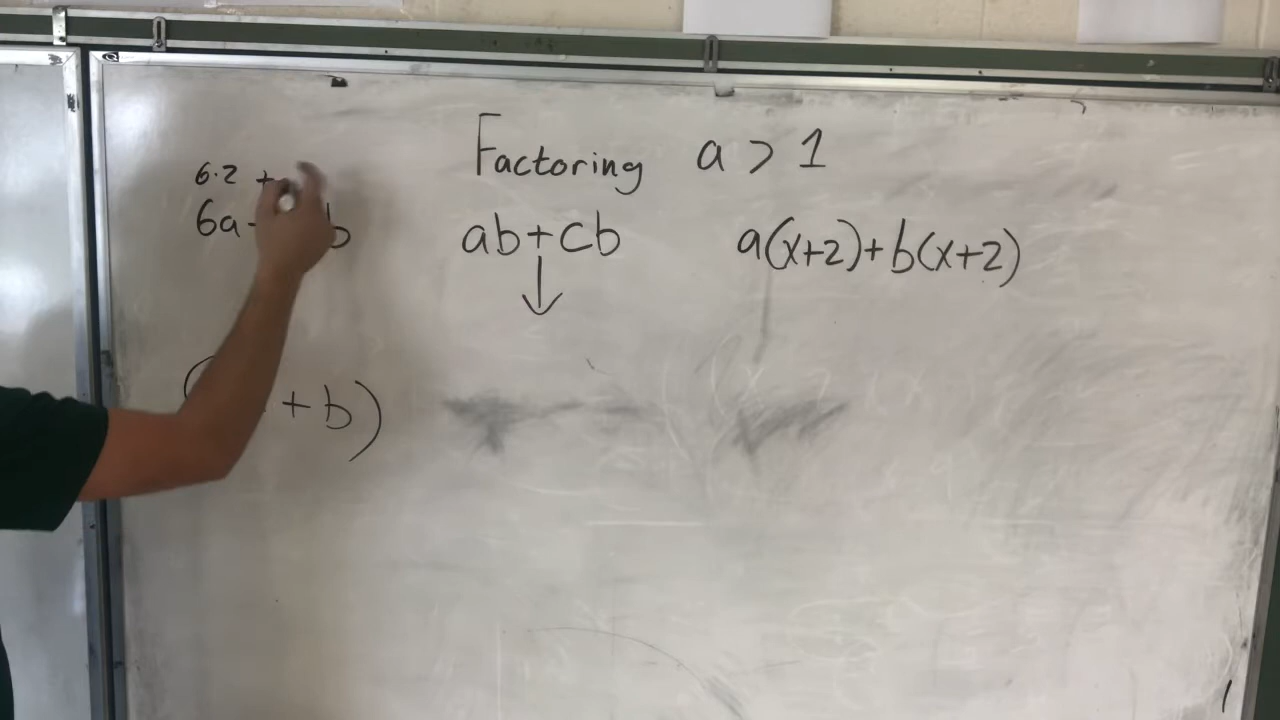 Factoring a > 1
6·2 +
6a- b
ab+cb
a(x+2)+b(x+2)
( + b)